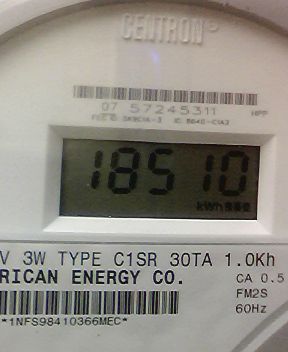 CENTRON®
07 57245311 HPP
18510
kWh
V 3W TYPE C1SR 30TA 1.0Kh
RICAN ENERGY CO.
CA 0.5
FM2S
60Hz
*1NFS98410366MEC*